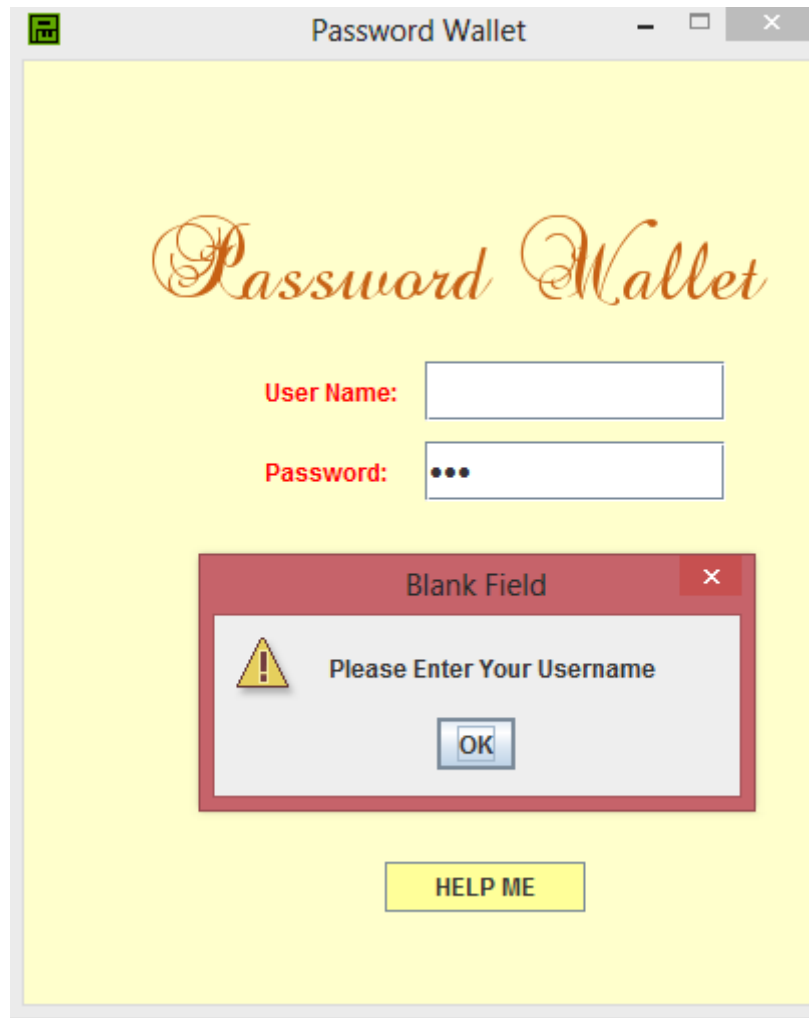 Password Wallet
Password Wallet
User Name:
Password:
Blank Field
Please Enter Your Username
OK
HELP ME